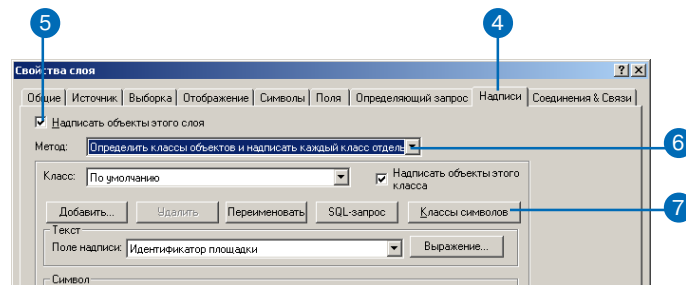 5 4
Свойства слоя
Общие Источник Выборка Отображение Символы Поля Определяющий запрос Надписи Соединения & Связи
Надписать объекты этого слоя
Метод: Определить классы объектов и надписать каждый класс отдель 6
Класс: По умолчанию Надписать объекты этого
класса
Добавить... Удалить Переименовать SQL-запрос Классы символов 7
Текст
Поле надписи: Идентификатор площадки Выражение...
Символ